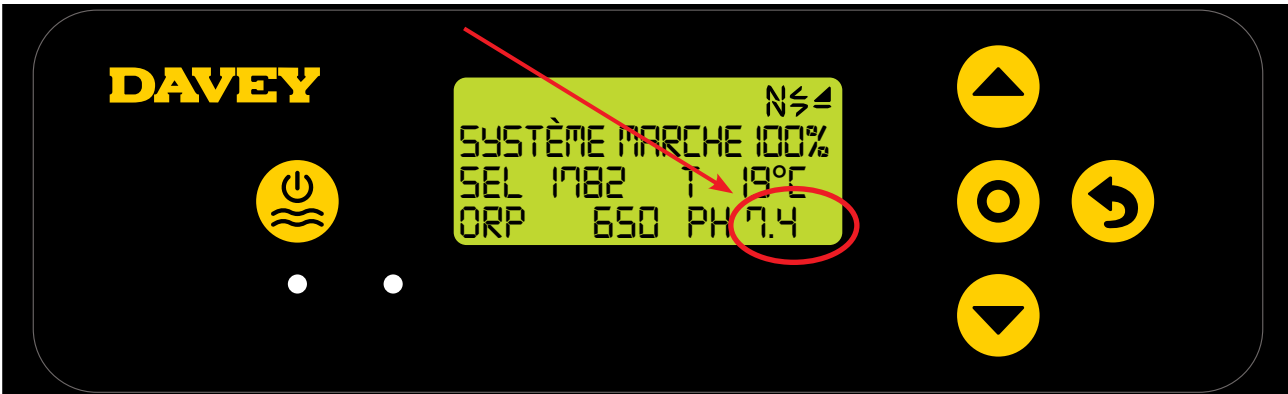 DAVEY
N
SYSTÈME MARCHE 100%
SEL 1782 T 19°C
ORP 650 PH 7.4